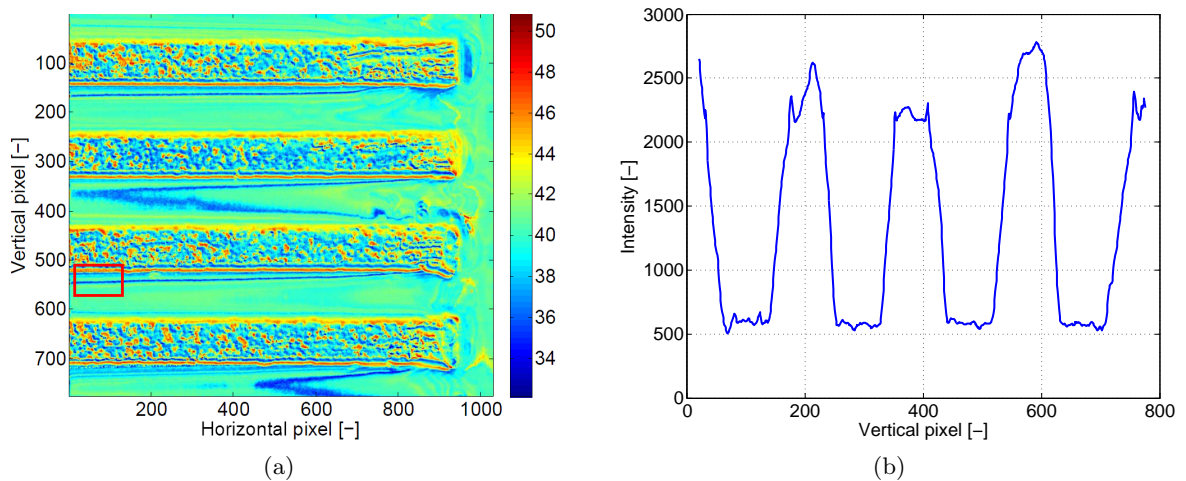 50
48
46
44
42
40
38
36
34
100
200
300
400
500
600
700
Vertical pixel [−]
200 400 600 800 1000
Horizontal pixel [−]
(a)
3000
2500
2000
1500
1000
500
0
Intensity [−]
0 200 400 600 800
Vertical pixel [−]
(b)